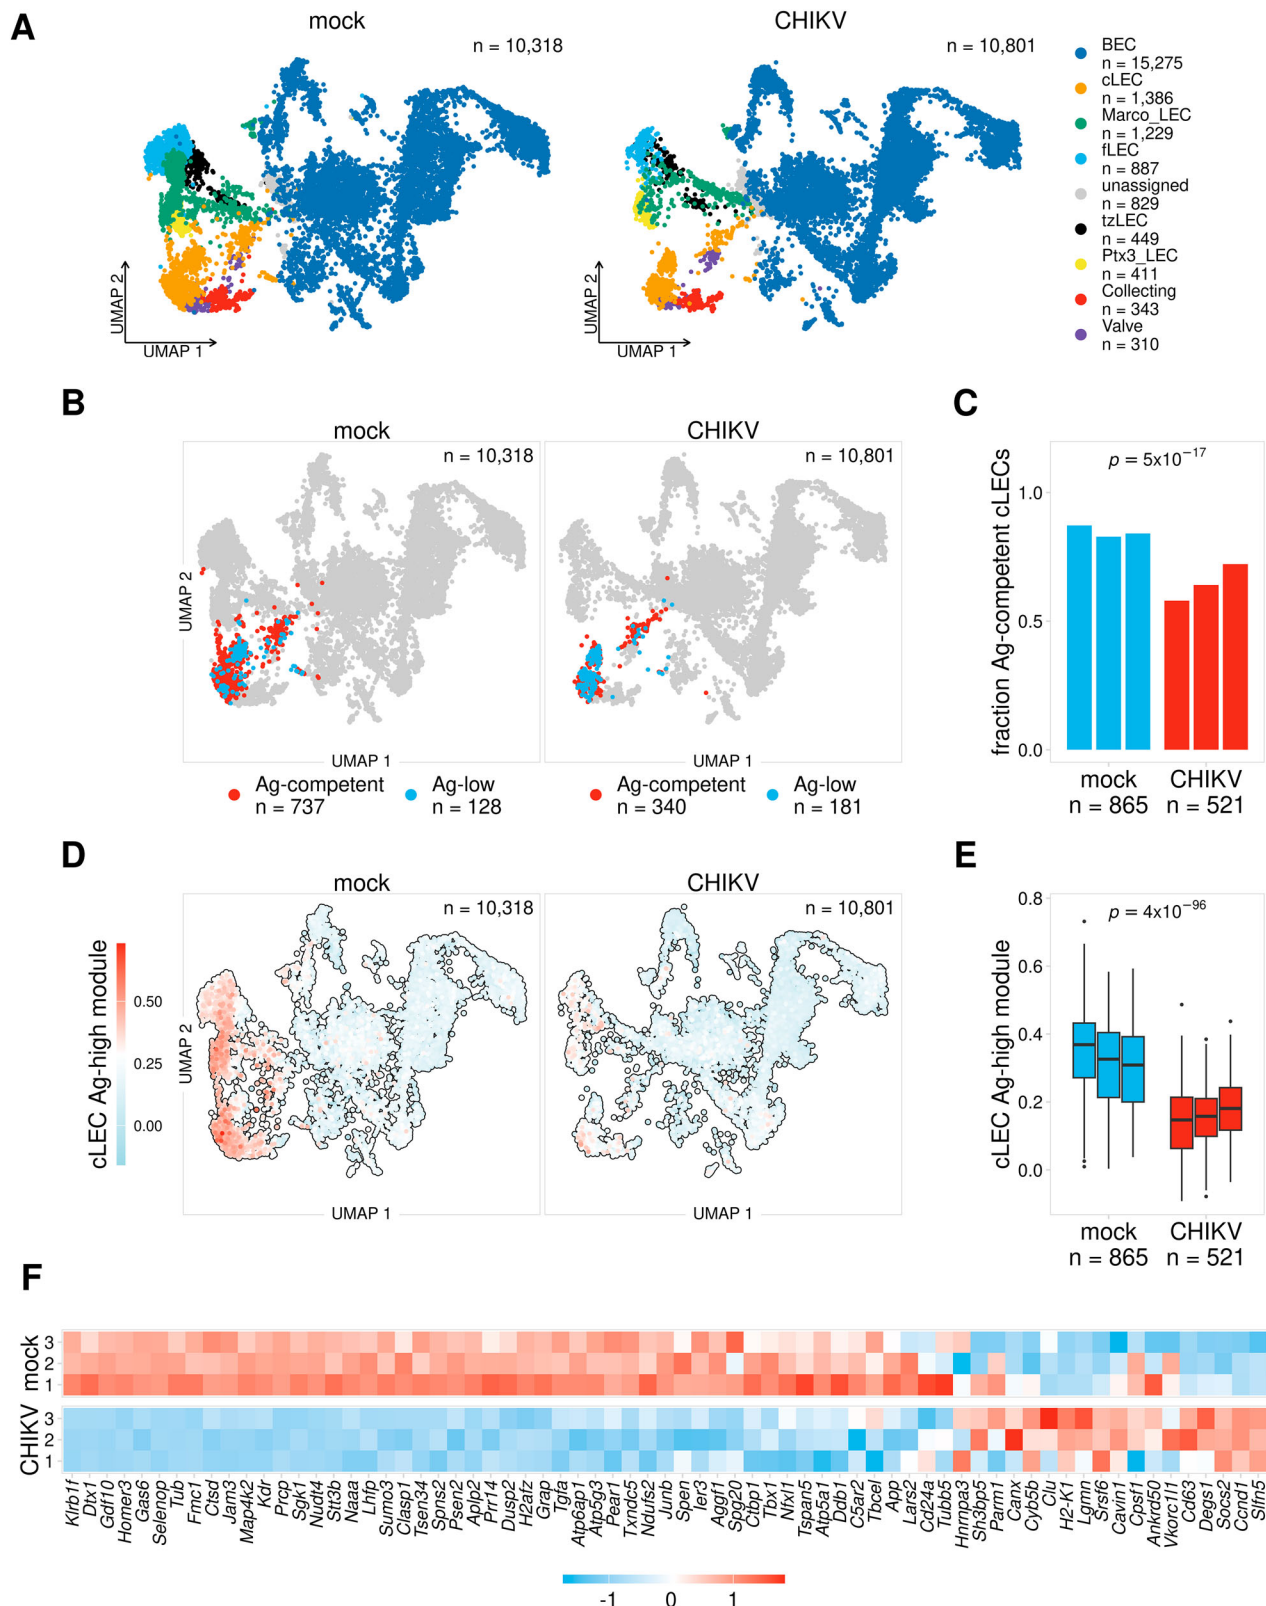 A
mock
CHIKV
n = 10,318
n = 10,801
BEC
n = 15,275
cLEC
n = 1,386
Marco_LEC
n = 1,229
fLEC
n = 887
unassigned
n = 829
tzLEC
n = 449
Ptx3_LEC
n = 411
Collecting
n = 343
Valve
n = 310
UMAP 2
UMAP 1
UMAP 2
UMAP 1
B
mock
CHIKV
n = 10,318
n = 10,801
UMAP 2
UMAP 1
UMAP 1
Ag-competent
n = 737
Ag-low
n = 128
Ag-competent
n = 340
Ag-low
n = 181
C
p = 5x10⁻¹⁷
fraction Ag-competent cLECs
1.0
0.5
0.0
mock
n = 865
CHIKV
n = 521
D
mock
CHIKV
n = 10,318
n = 10,801
cLEC Ag-high module
0.50
0.25
0.00
UMAP 2
UMAP 1
UMAP 1
E
p = 4x10⁻⁹⁶
cLEC Ag-high module
0.8
0.6
0.4
0.2
0.0
mock
n = 865
CHIKV
n = 521
F
mock
3
2
1
CHIKV
3
2
1
Klrb1f
Dtx1
Gdf10
Homer3
Gas6
Selenop
Tub
Fmc1
Ctsd
Jam3
Map4k2
Kdr
Prcp
Sgk1
Nudt4
Stt3b
Naaa
Lhfp
Sumo3
Clasp1
Tsen34
Spns2
Psen2
Aplp2
Prr14
Dusp2
H2afz
Grap
Tgfa
Atp6ap1
Atp5g3
Pear1
Txndc5
Ndufs2
Junb
Spen
Ier3
Aggf1
Spg20
Ctbp1
Tbx1
Nfxl1
Tspan5
Atp5a1
Ddb1
C5ar2
Tbcel
App
Lars2
Cd24a
Tubb5
Hnrnpa3
Sh3bp5
Parm1
Canx
Cyb5b
Clu
H2-K1
Lgmn
Srsf6
Cavin1
Cpsf1
Ankrd50
Vkorc1l1
Cd63
Degs1
Socs2
Ccnd1
Slfn5
-1
0
1